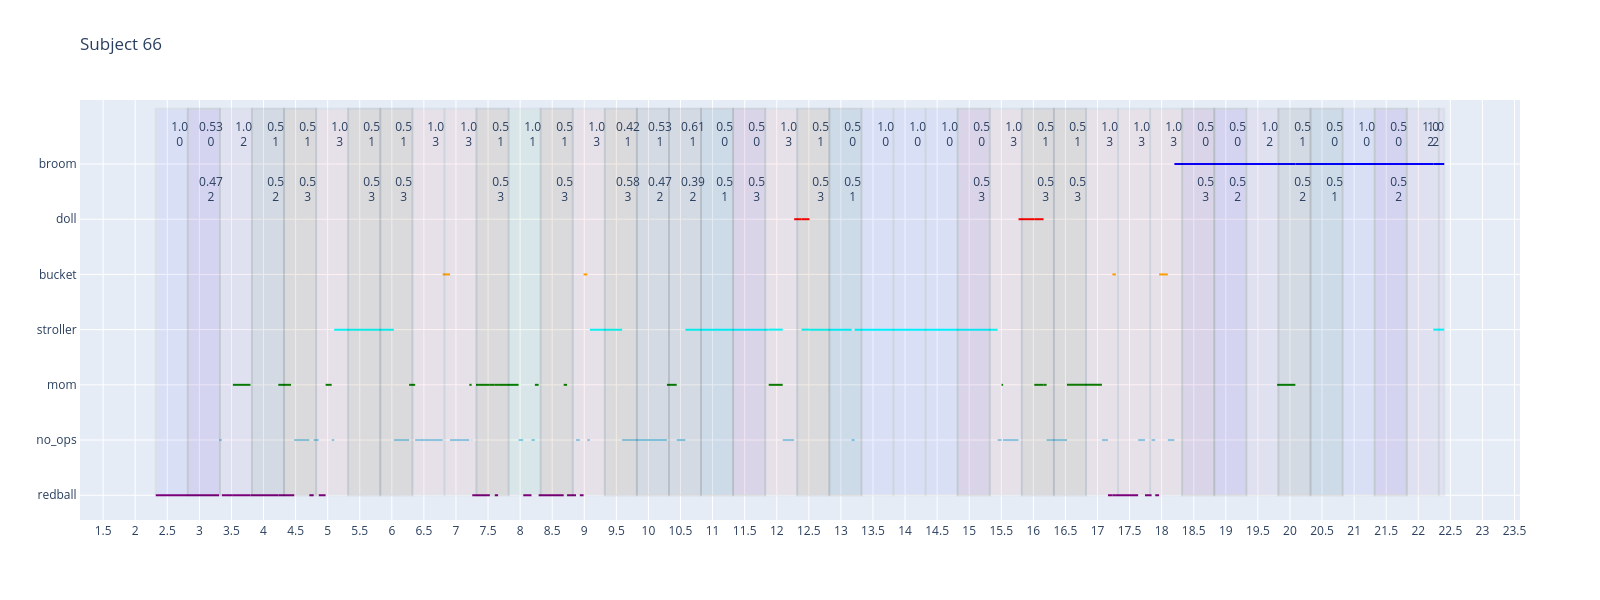 Subject 66
1.0 0.53 1.0 0.5 0.5 1.0 0.5 0.5 1.0 1.0 0.5 1.0 0.5 1.0 0.42 0.53 0.61 0.5 0.5 1.0 0.5 0.5 1.0 1.0 1.0 0.5 1.0 0.5 0.5 1.0 1.0 1.0 0.5 0.5 1.0 0.5 0.5 1.0 0.5
0 0 2 1 1 3 1 1 3 3 1 1 1 3 1 1 1 0 0 3 1 0 0 0 0 0 3 1 1 3 3 3 0 0 2 1 0 0 0
broom
0.47 0.5 0.5 0.5 0.5 0.5 0.5 0.58 0.47 0.39 0.5 0.5 0.5 0.5 0.5 0.5 0.5 0.5 0.5 0.5 0.5 0.5
2 2 3 3 3 3 3 3 2 2 1 3 3 1 3 3 3 3 2 2 1 2
doll
bucket
stroller
mom
no_ops
redball
1.5 2 2.5 3 3.5 4 4.5 5 5.5 6 6.5 7 7.5 8 8.5 9 9.5 10 10.5 11 11.5 12 12.5 13 13.5 14 14.5 15 15.5 16 16.5 17 17.5 18 18.5 19 19.5 20 20.5 21 21.5 22 22.5 23 23.5